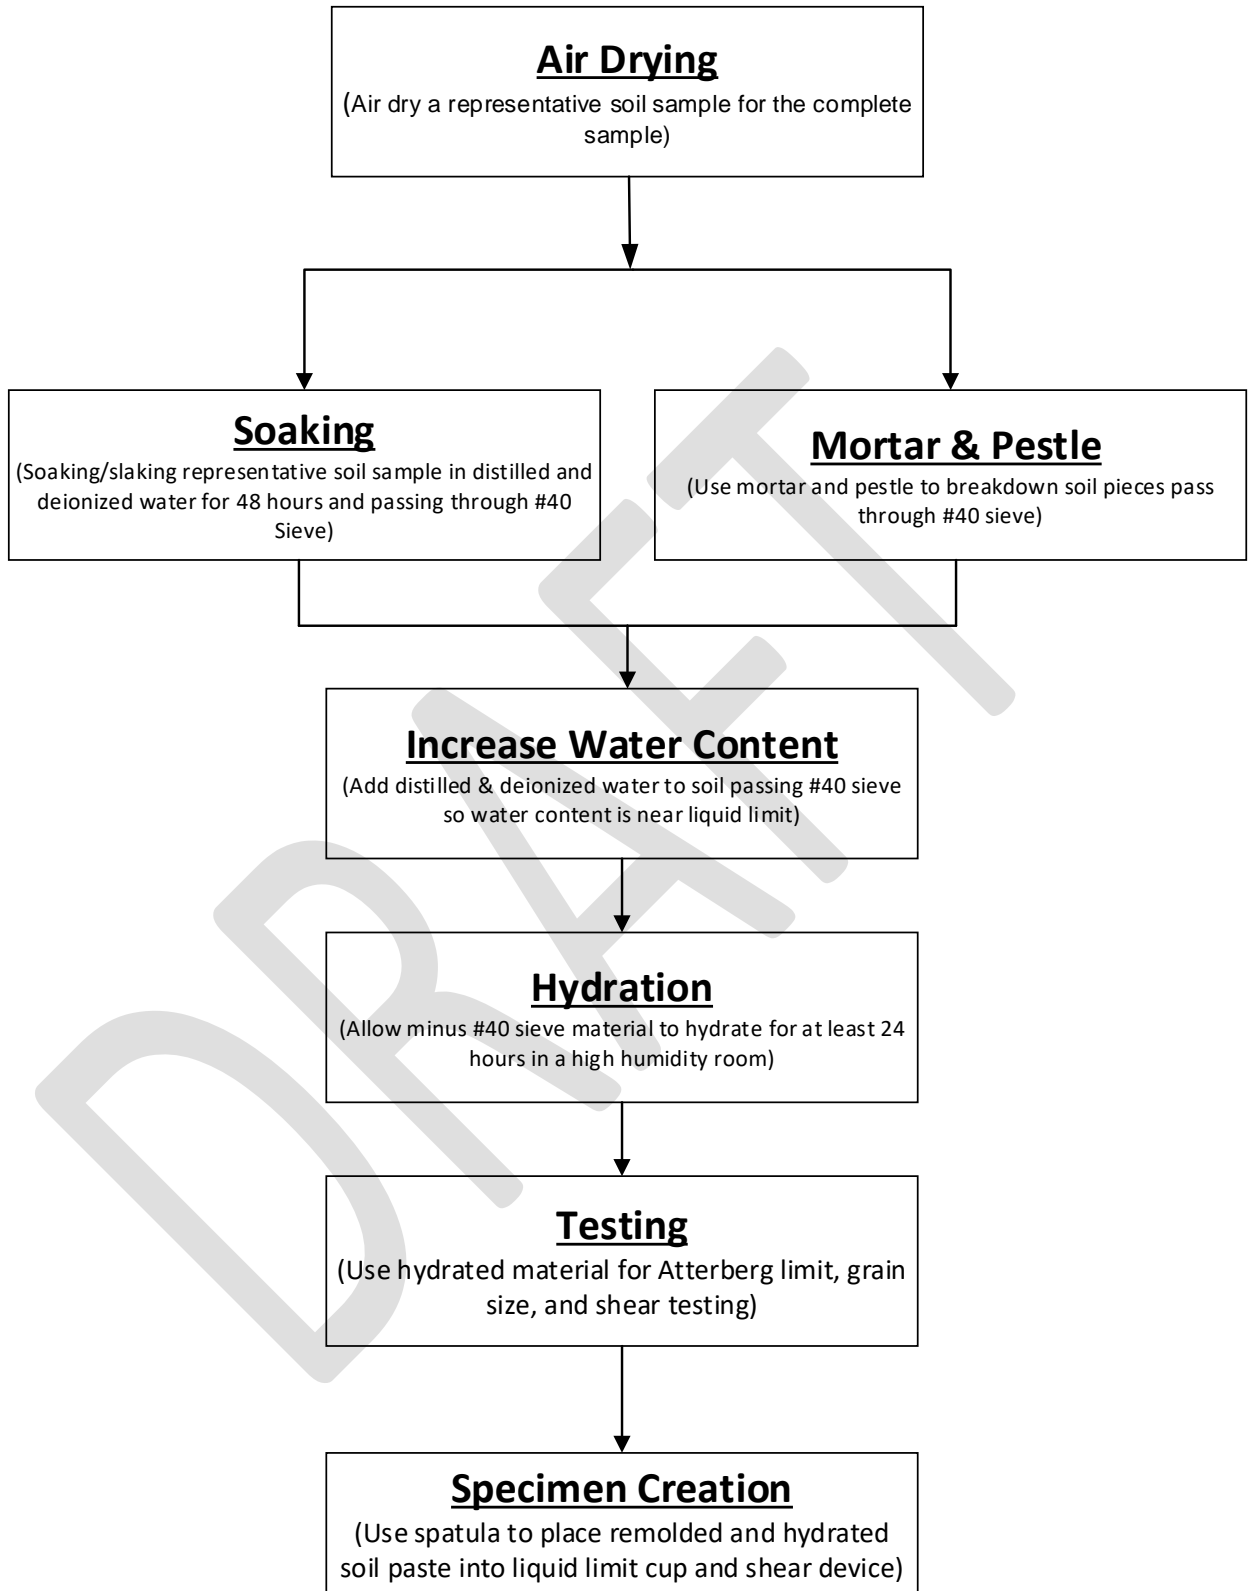 Air Drying
(Air dry a representative soil sample for the complete
sample)
Soaking
(Soaking/slaking representative soil sample in distilled and
deionized water for 48 hours and passing through #40
Sieve)
Mortar & Pestle
(Use mortar and pestle to breakdown soil pieces pass
through #40 sieve)
Increase Water Content
(Add distilled & deionized water to soil passing #40 sieve
so water content is near liquid limit)
Hydration
(Allow minus #40 sieve material to hydrate for at least 24
hours in a high humidity room)
Testing
(Use hydrated material for Atterberg limit, grain
size, and shear testing)
Specimen Creation
(Use spatula to place remolded and hydrated
soil paste into liquid limit cup and shear device)
DRAFT